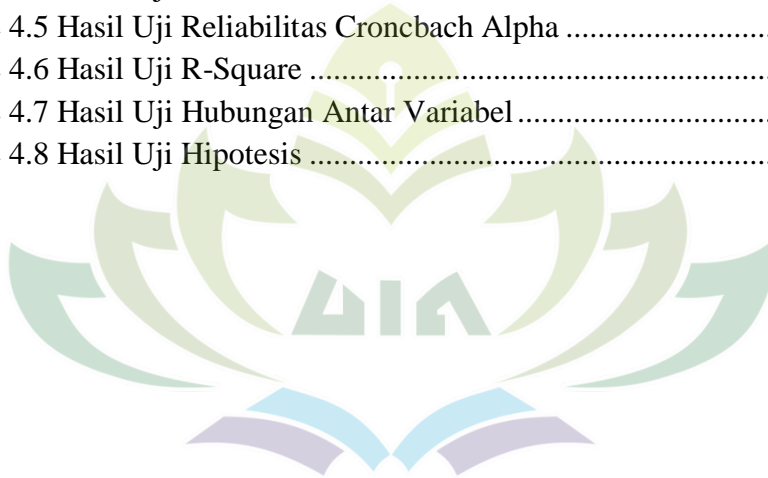 4.5 Hasil Uji Reliabilitas Croncbach Alpha ........................
4.6 Hasil Uji R-Square ........................................................
4.7 Hasil Uji Hubungan Antar Variabel ..............................
4.8 Hasil Uji Hipotesis ........................................................
UIN